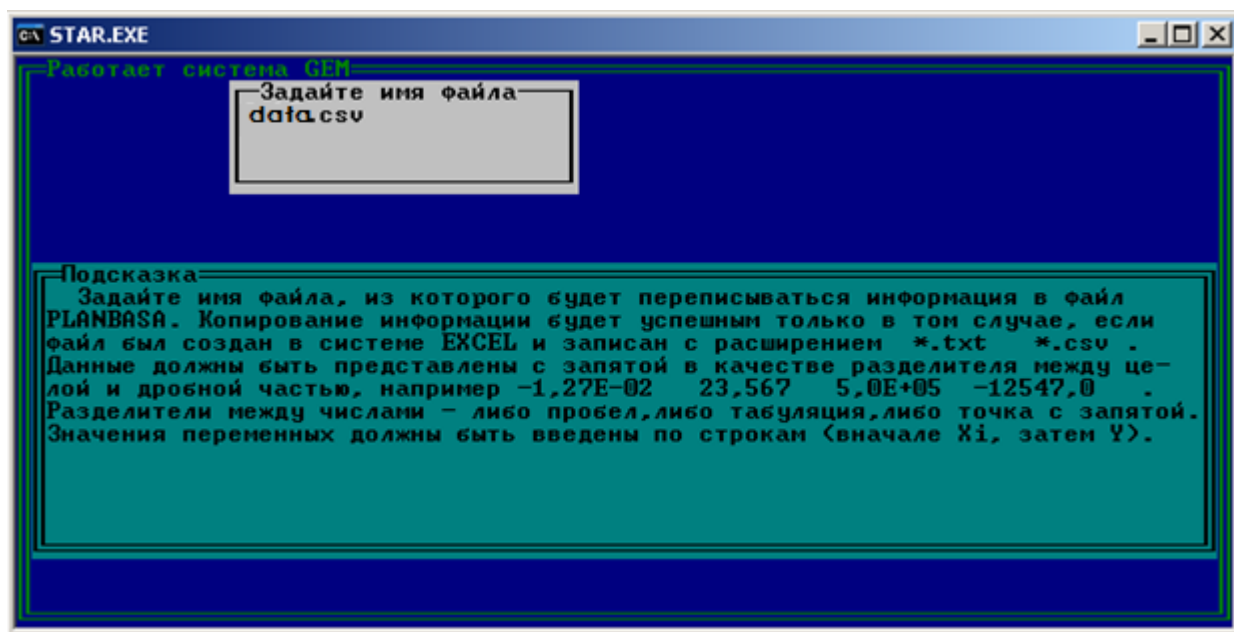 STAR.EXE
Работает система GEM
Задайте имя файла
data.csv
Подсказка
Задайте имя файла, из которого будет переписываться информация в файл
PLANBASA. Копирование информации будет успешным только в том случае, если
файл был создан в системе EXCEL и записан с расширением *.txt *.csv .
Данные должны быть представлены с запятой в качестве разделителя между це-
лой и дробной частью, например -1,27E-02 23,567 5,0E+05 -12547,0 .
Разделители между числами - либо пробел,либо табуляция,либо точка с запятой.
Значения переменных должны быть введены по строкам (вначале Xi, затем Y).